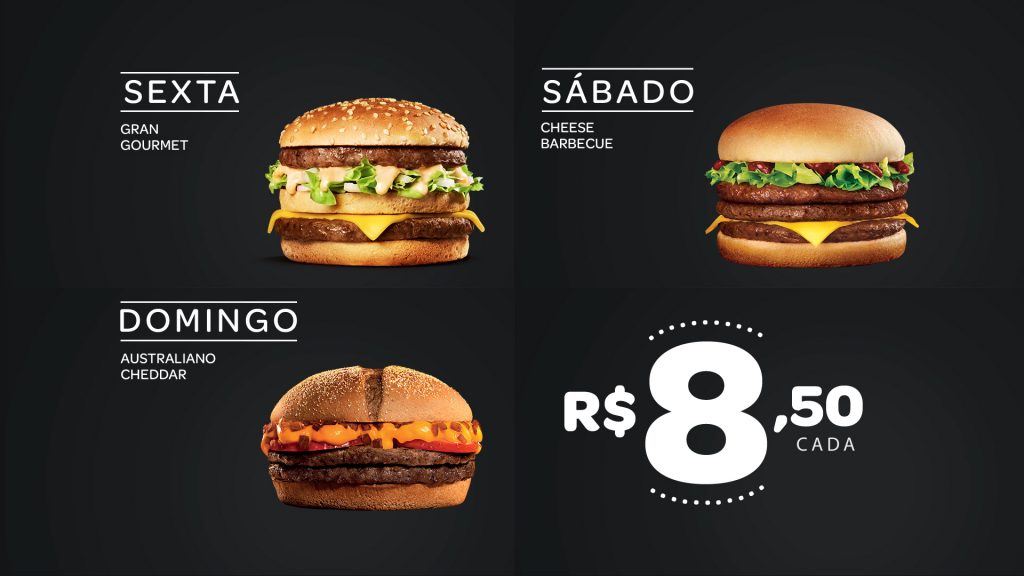 SEXTA
GRAN
GOURMET
SÁBADO
CHEESE
BARBECUE
DOMINGO
AUSTRALIANO
CHEDDAR
R$8,50
CADA